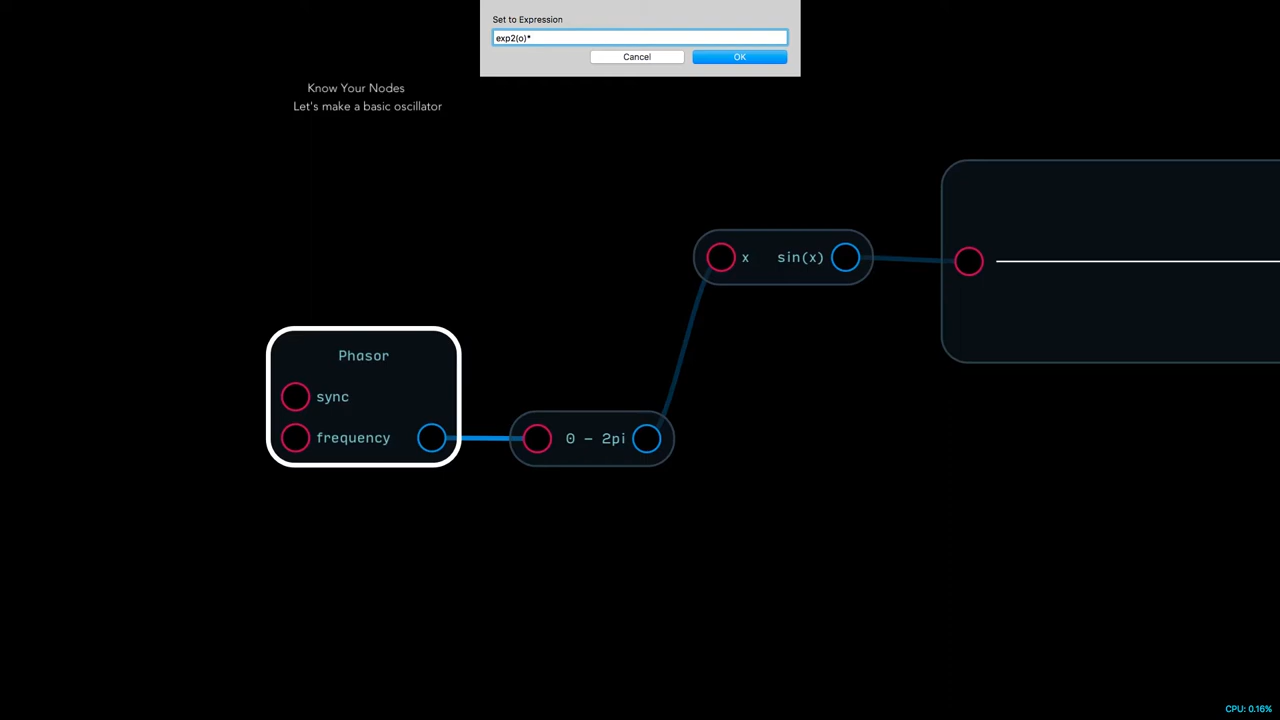 Set to Expression
exp2(o)*
Cancel OK
Know Your Nodes
Let's make a basic oscillator
x sin(x)
Phasor
sync
frequency
0 - 2pi
CPU: 0.16%